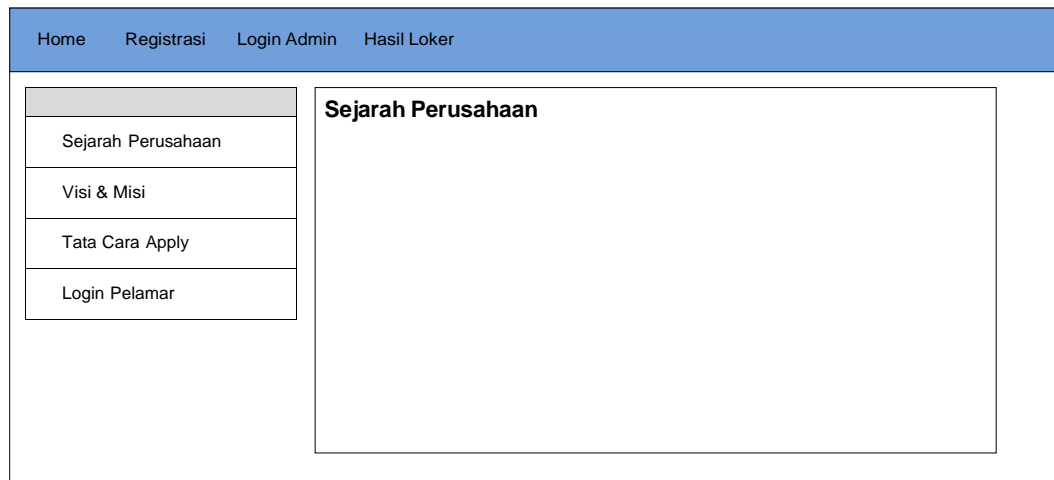 Home Registrasi Login Admin Hasil Loker
Sejarah Perusahaan
Visi & Misi
Tata Cara Apply
Login Pelamar
Sejarah Perusahaan